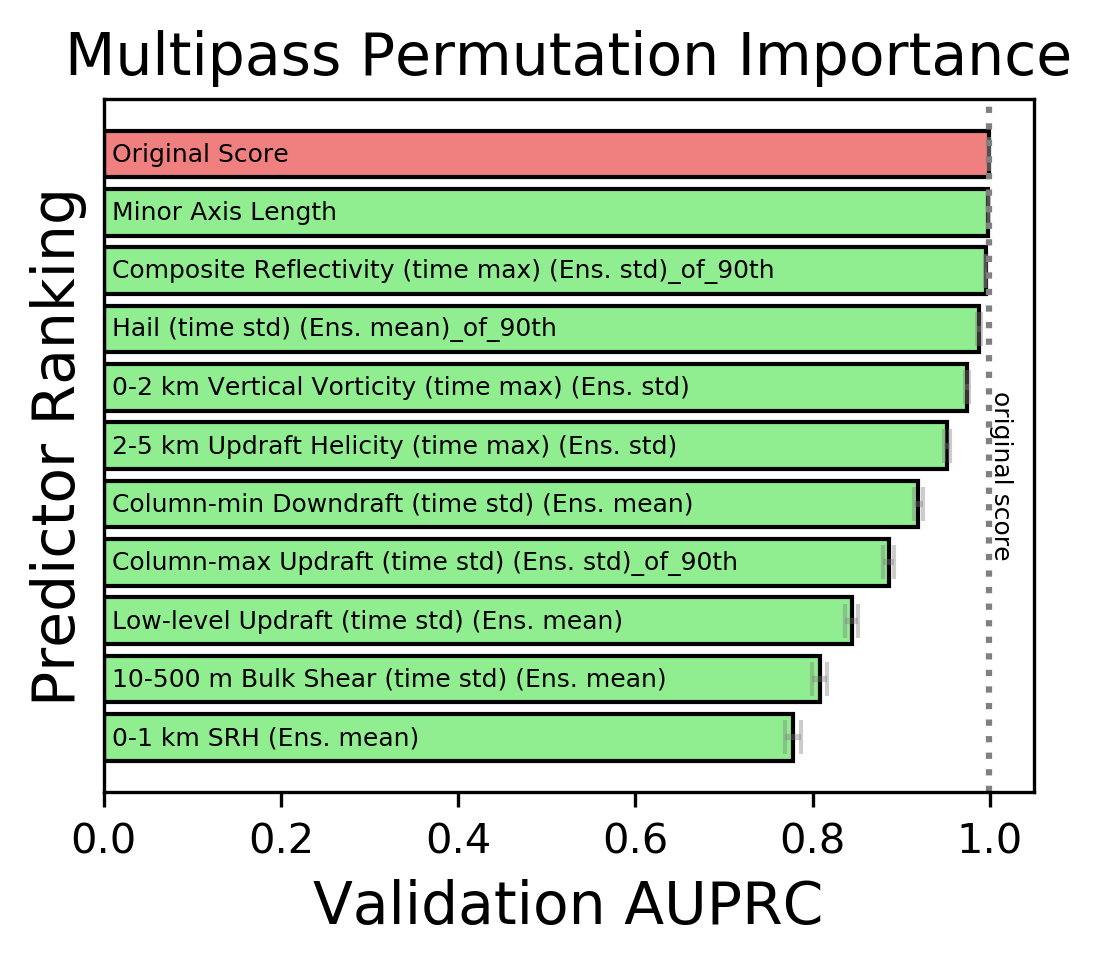 Multipass Permutation Importance
Predictor Ranking
Original Score
Minor Axis Length
Composite Reflectivity (time max) (Ens. std)_of_90th
Hail (time std) (Ens. mean)_of_90th
0-2 km Vertical Vorticity (time max) (Ens. std)
2-5 km Updraft Helicity (time max) (Ens. std)
Column-min Downdraft (time std) (Ens. mean)
Column-max Updraft (time std) (Ens. std)_of_90th
Low-level Updraft (time std) (Ens. mean)
10-500 m Bulk Shear (time std) (Ens. mean)
0-1 km SRH (Ens. mean)
original score
0.0 0.2 0.4 0.6 0.8 1.0
Validation AUPRC